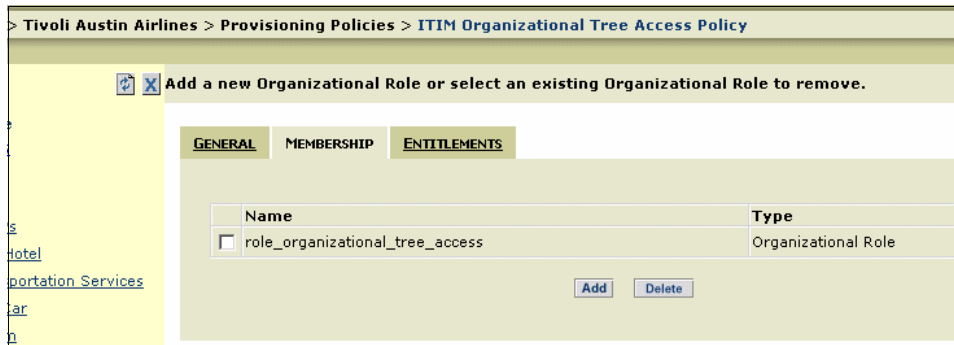 > Tivoli Austin Airlines > Provisioning Policies > ITIM Organizational Tree Access Policy
Add a new Organizational Role or select an existing Organizational Role to remove.
GENERAL MEMBERSHIP ENTITLEMENTS
Name Type
role_organizational_tree_access Organizational Role
Hotel
portation Services
Add Delete